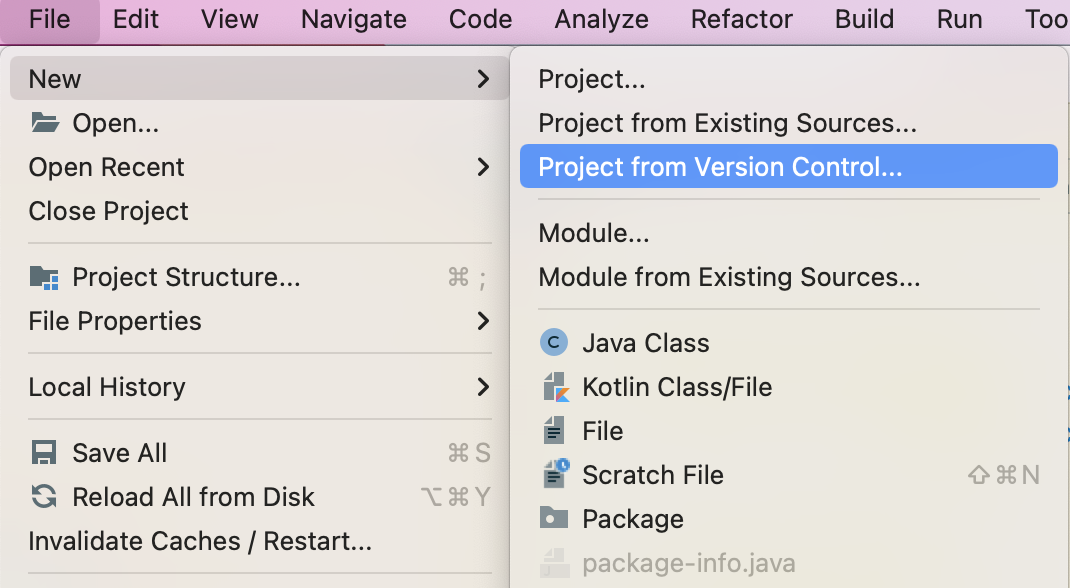 File Edit View Navigate Code Analyze Refactor Build Run Too
New
Open...
Open Recent
Close Project
Project Structure... ⌘ ;
File Properties
Local History
Save All ⌘ S
Reload All from Disk ⌥ ⌘ Y
Invalidate Caches / Restart...
Project...
Project from Existing Sources...
Project from Version Control...
Module...
Module from Existing Sources...
C Java Class
Kotlin Class/File
File
Scratch File ⇧ ⌘ N
Package
package-info.java